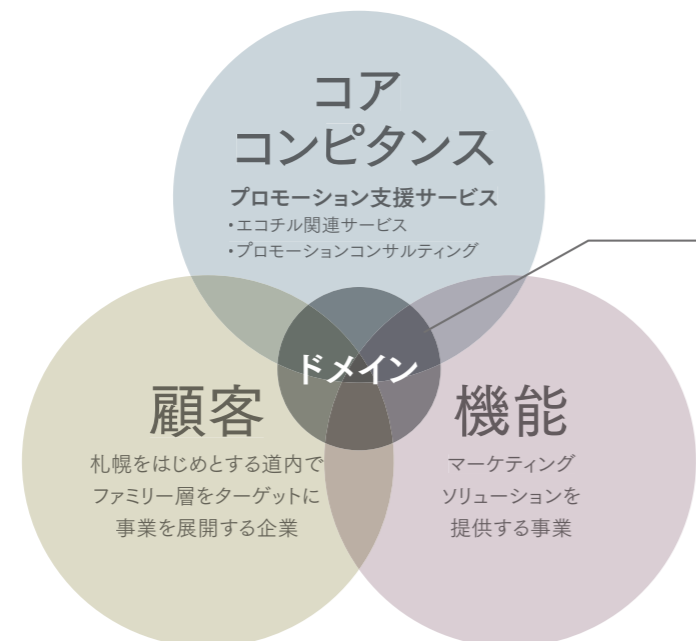 コア
コンピタンス
プロモーション支援サービス
・エコチル関連サービス
・プロモーションコンサルティング
ドメイン
顧客
札幌をはじめとする道内で
ファミリー層をターゲットに
事業を展開する企業
機能
マーケティング
ソリューションを
提供する事業